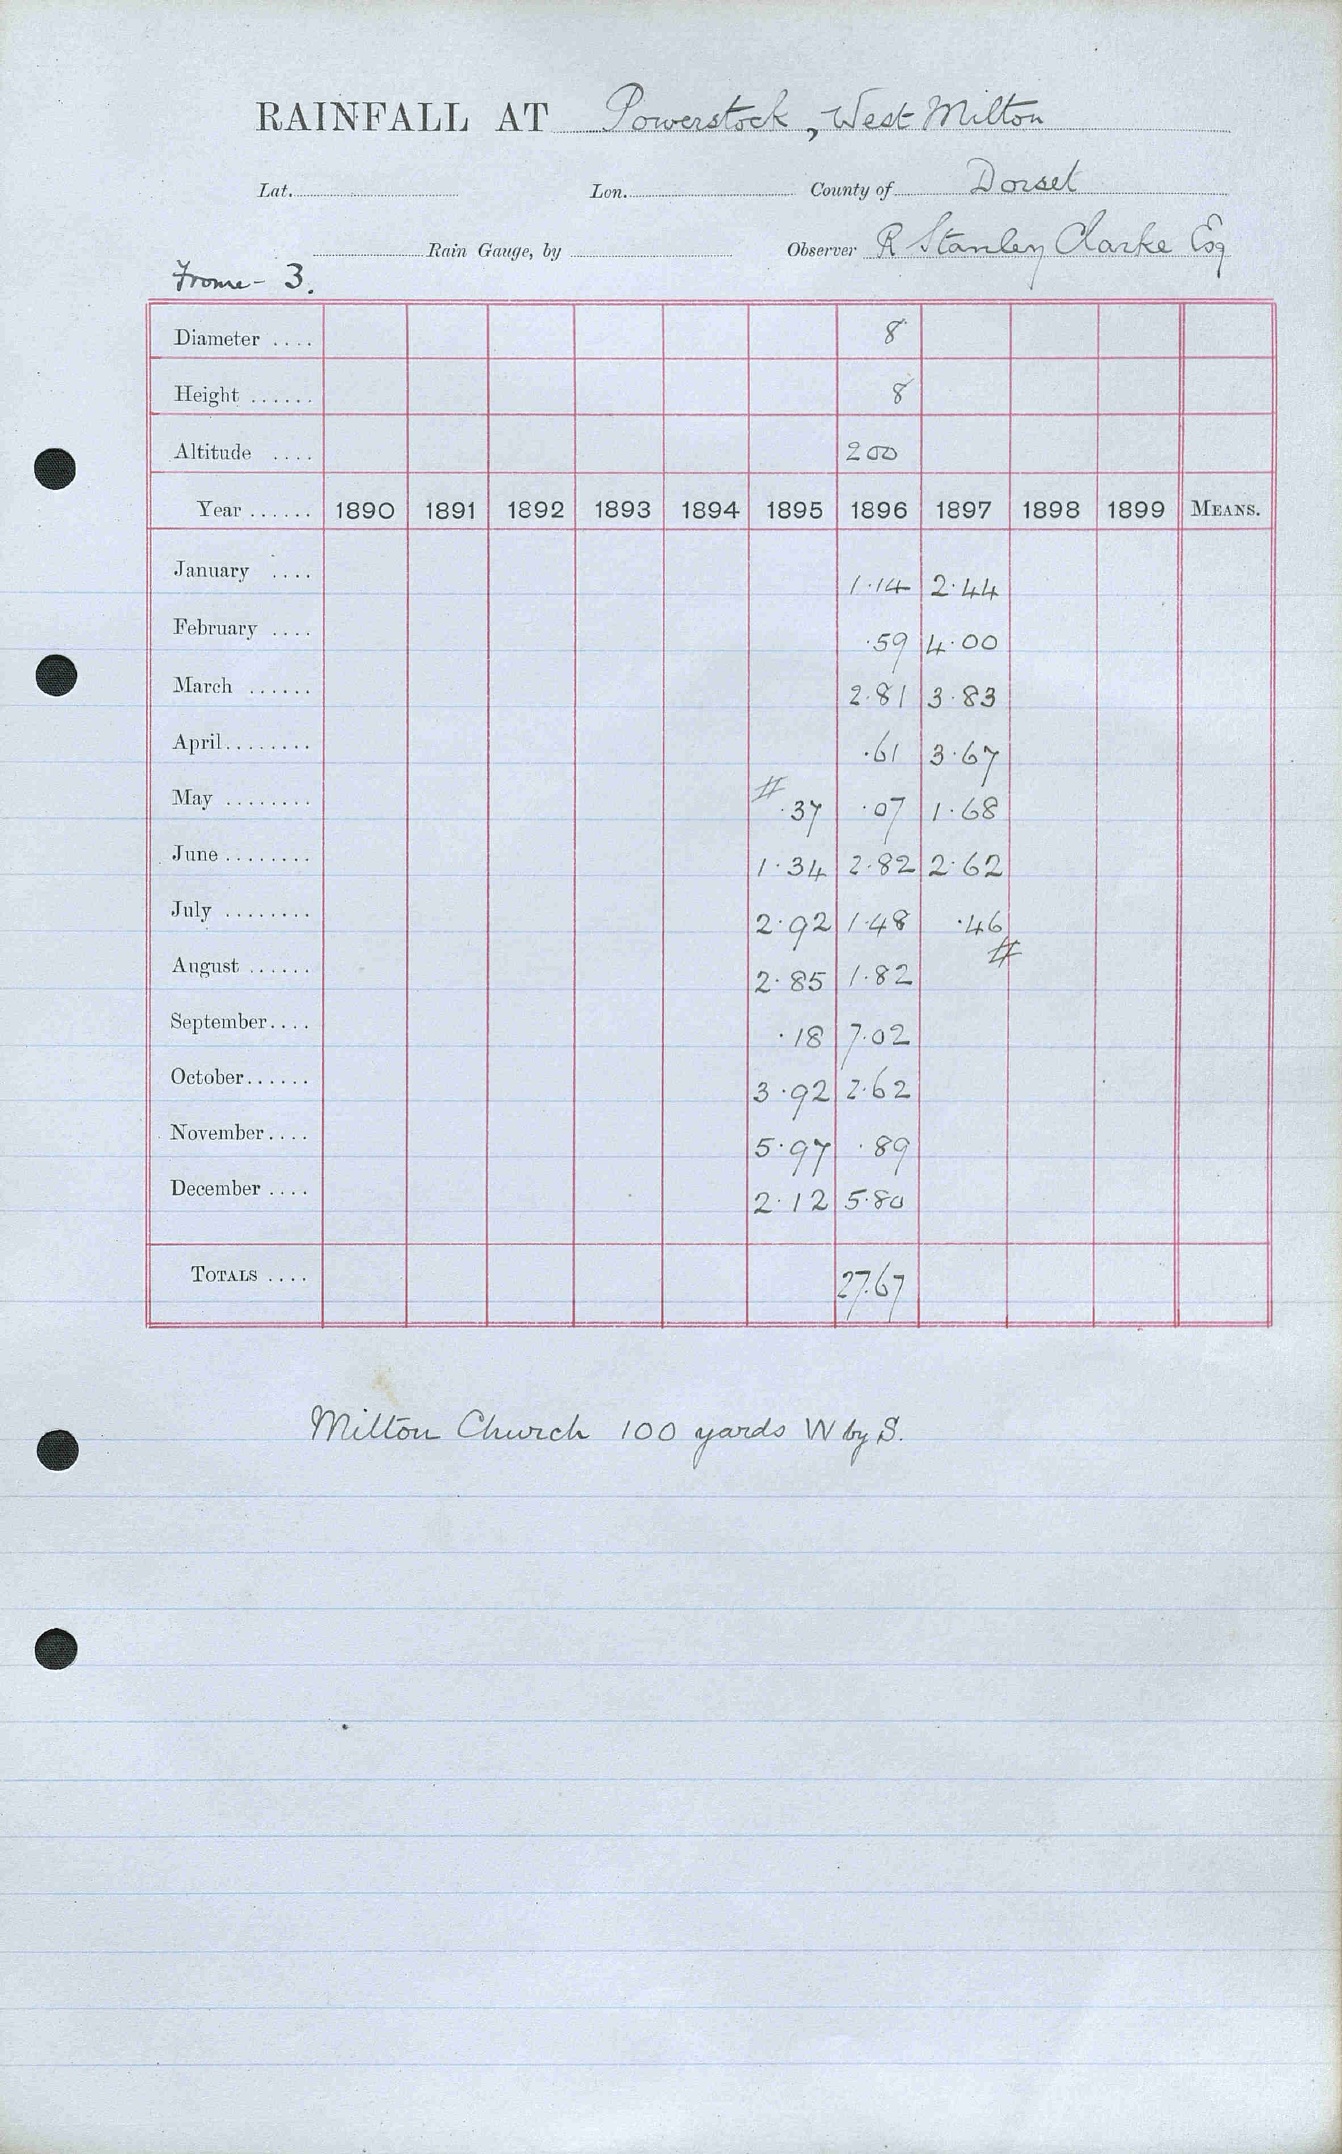 RAINFALL AT Powerstock, West Milton
Lat. Lon. County of Dorset
Rain Gauge, by Observer R Stanley Clarke Esq
Frome - 3.
Diameter .... 8
Height ...... 8
Altitude .... 200
Year ...... 1890 1891 1892 1893 1894 1895 1896 1897 1898 1899 MEANS.
January .... 1.14 2.44
February .... .59 4.00
March ...... 2.81 3.83
April........ .61 3.67
May ........ # .37 .07 1.68
June ........ 1.34 2.82 2.62
July ........ 2.92 1.48 .46 #
August ...... 2.85 1.82
September.... .18 7.02
October...... 3.92 2.62
November.... 5.97 .89
December .... 2.12 5.80
TOTALS .... 27.67
Milton Church 100 yards W by S.